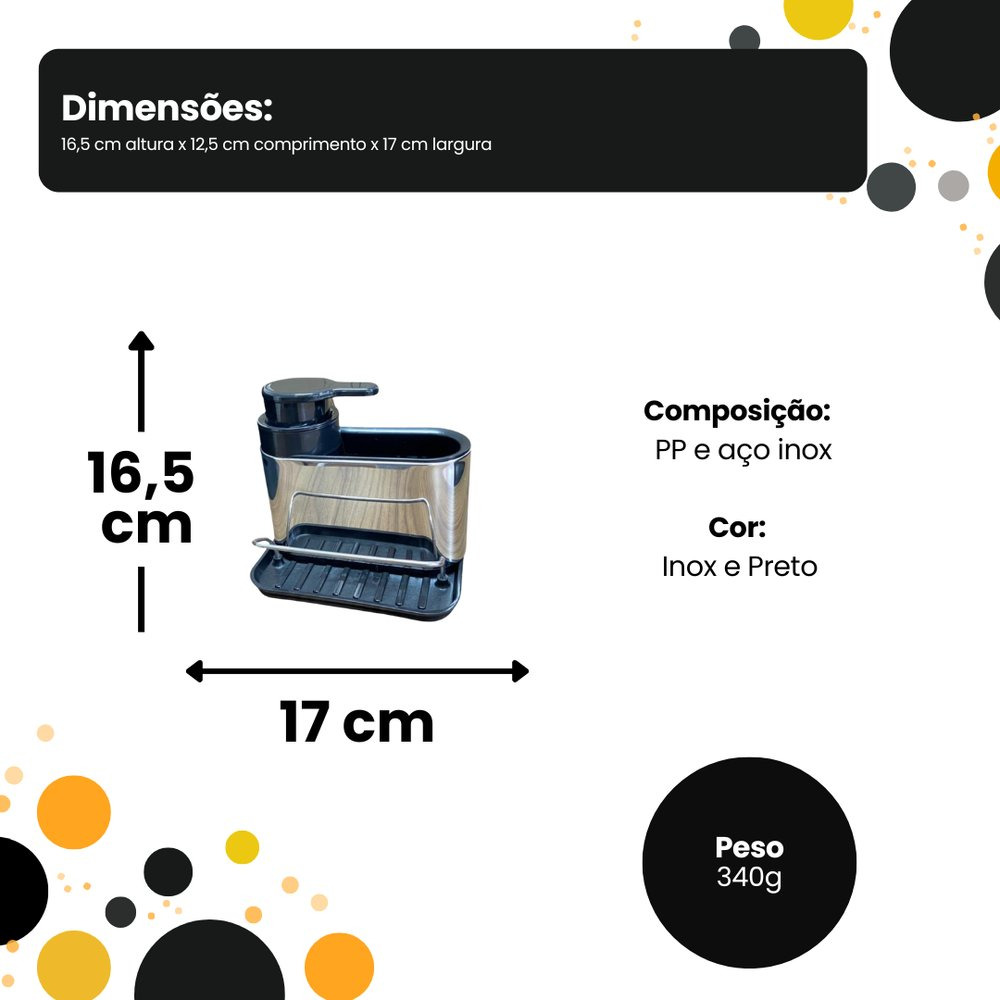 Dimensões:
16,5 cm altura x 12,5 cm comprimento x 17 cm largura
16,5
cm
17 cm
Composição:
PP e aço inox
Cor:
Inox e Preto
Peso
340g